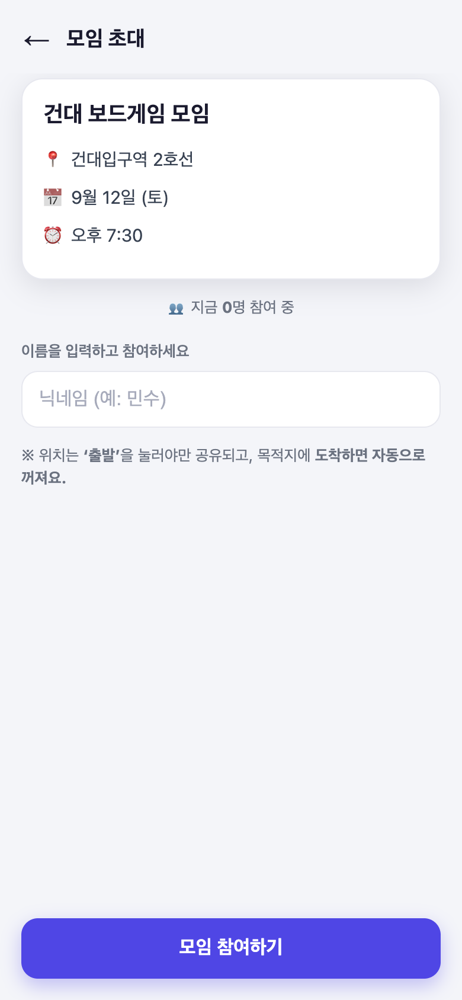 ← 모임 초대
건대 보드게임 모임
📍 건대입구역 2호선
📅 9월 12일 (토)
⏰ 오후 7:30
👥 지금 0명 참여 중
이름을 입력하고 참여하세요
닉네임 (예: 민수)
※ 위치는 ‘출발’을 눌러야만 공유되고, 목적지에 도착하면 자동으로
꺼져요.
모임 참여하기